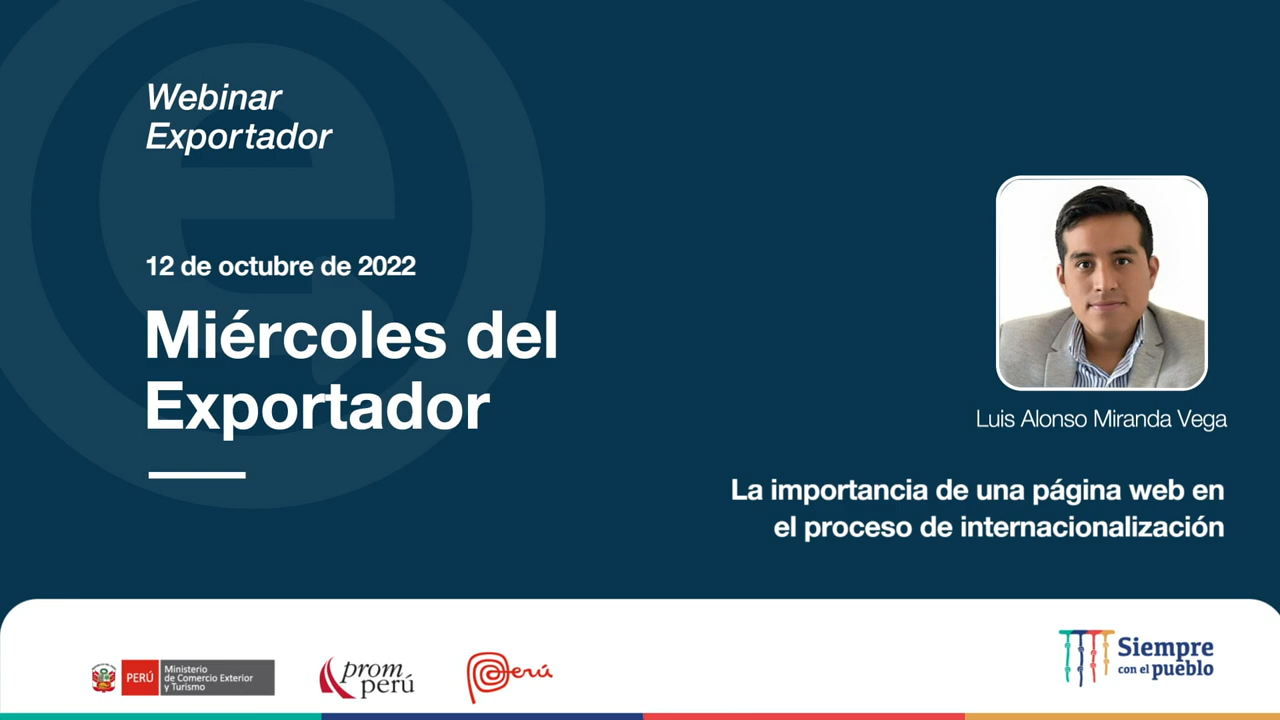 Webinar
Exportador
12 de octubre de 2022
Miércoles del
Exportador
Luis Alonso Miranda Vega
La importancia de una página web en
el proceso de internacionalización
PERÚ
Ministerio
de Comercio Exterior
y Turismo
prom
perú
Perú
Siempre
con el pueblo